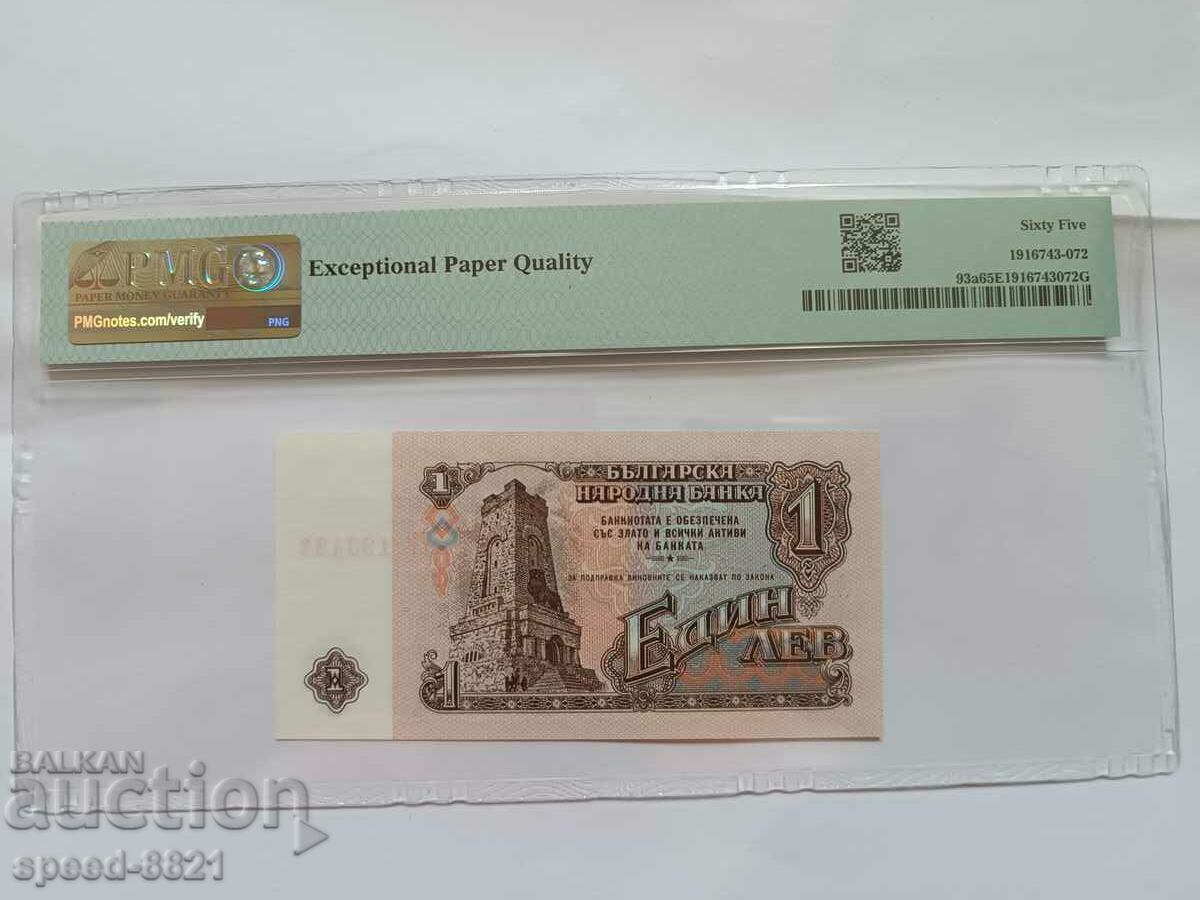 PMG
PAPER MONEY GUARANTY
PMGnotes.com/verify
PNG
Exceptional Paper Quality
Sixty Five
1916743-072
93a65E1916743072G
1
БЪЛГАРСКА
НАРОДНА БАНКА
БАНКНОТАТА Е ОБЕЗПЕЧЕНА
СЪС ЗЛАТО И ВСИЧКИ АКТИВИ
НА БАНКАТА
ЗА ПОДПРАВКА ВИНОВНИТЕ СЕ НАКАЗВАТ ПО ЗАКОНА
1
ЕДИН
ЛЕВ
1
BALKAN
auction
speed-8821